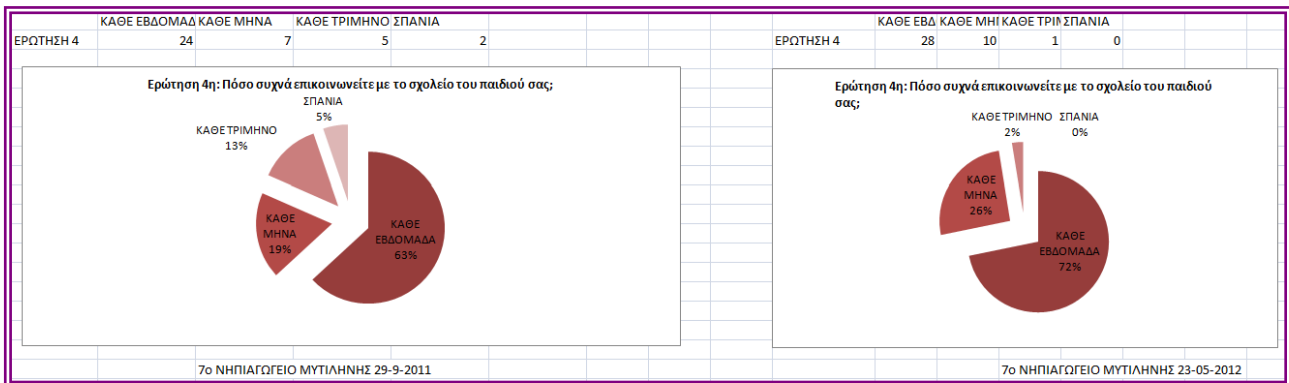 ΚΑΘΕ ΕΒΔΟΜΑΔ ΚΑΘΕ ΜΗΝΑ ΚΑΘΕ ΤΡΙΜΗΝΟ ΣΠΑΝΙΑ
ΕΡΩΤΗΣΗ 4 24 7 5 2
Ερώτηση 4η: Πόσο συχνά επικοινωνείτε με το σχολείο του παιδιού σας;
ΣΠΑΝΙΑ
5%
ΚΑΘΕ ΤΡΙΜΗΝΟ
13%
ΚΑΘΕ
ΜΗΝΑ
19%
ΚΑΘΕ
ΕΒΔΟΜΑΔΑ
63%
7ο ΝΗΠΙΑΓΩΓΕΙΟ ΜΥΤΙΛΗΝΗΣ 29-9-2011
ΚΑΘΕ ΕΒΔ ΚΑΘΕ ΜΗΙ ΚΑΘΕ ΤΡΙΝ ΣΠΑΝΙΑ
ΕΡΩΤΗΣΗ 4 28 10 1 0
Ερώτηση 4η: Πόσο συχνά επικοινωνείτε με το σχολείο του παιδιού
σας;
ΚΑΘΕ ΤΡΙΜΗΝΟ
2%
ΣΠΑΝΙΑ
0%
ΚΑΘΕ
ΜΗΝΑ
26%
ΚΑΘΕ
ΕΒΔΟΜΑΔΑ
72%
7ο ΝΗΠΙΑΓΩΓΕΙΟ ΜΥΤΙΛΗΝΗΣ 23-05-2012